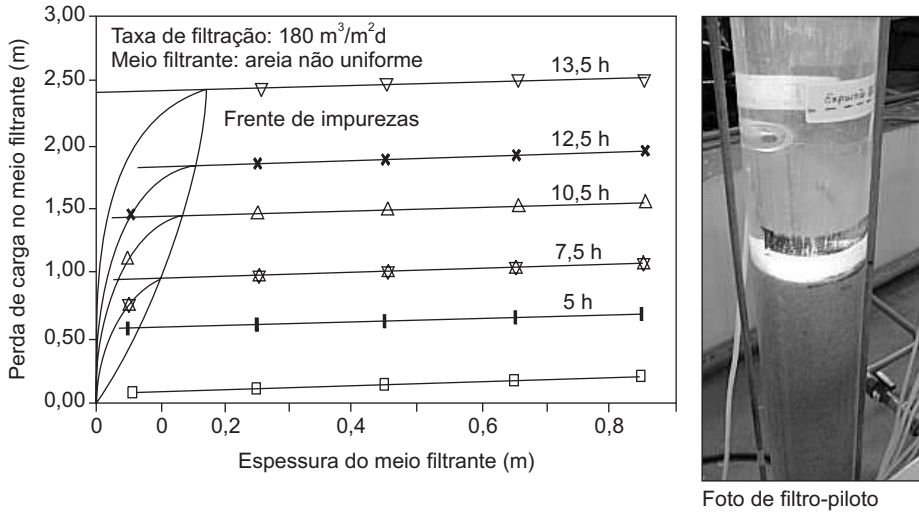 3,00
2,50
2,00
1,50
1,00
0,50
0,00
Perda de carga no meio filtrante (m)
Taxa de filtração: 180 m³/m²d
Meio filtrante: areia não uniforme
13,5 h
Frente de impurezas
12,5 h
10,5 h
7,5 h
5 h
0 0 0,2 0 0,4 0 0,6 0 0,8
Espessura do meio filtrante (m)
Foto de filtro-piloto